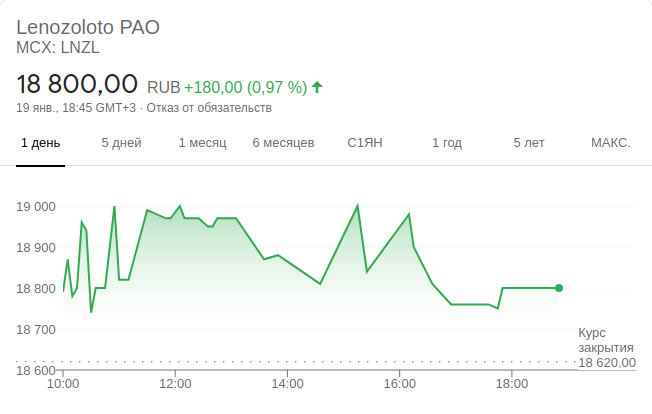 Lenozoloto PAO
MCX: LNZL
18 800,00 RUB +180,00 (0,97 %)
19 янв., 18:45 GMT+3 · Отказ от обязательств
1 день 5 дней 1 месяц 6 месяцев С1ЯН 1 год 5 лет МАКС.
19 000
18 900
18 800
18 700
18 600
Курс
закрытия
18 620,00
10:00 12:00 14:00 16:00 18:00